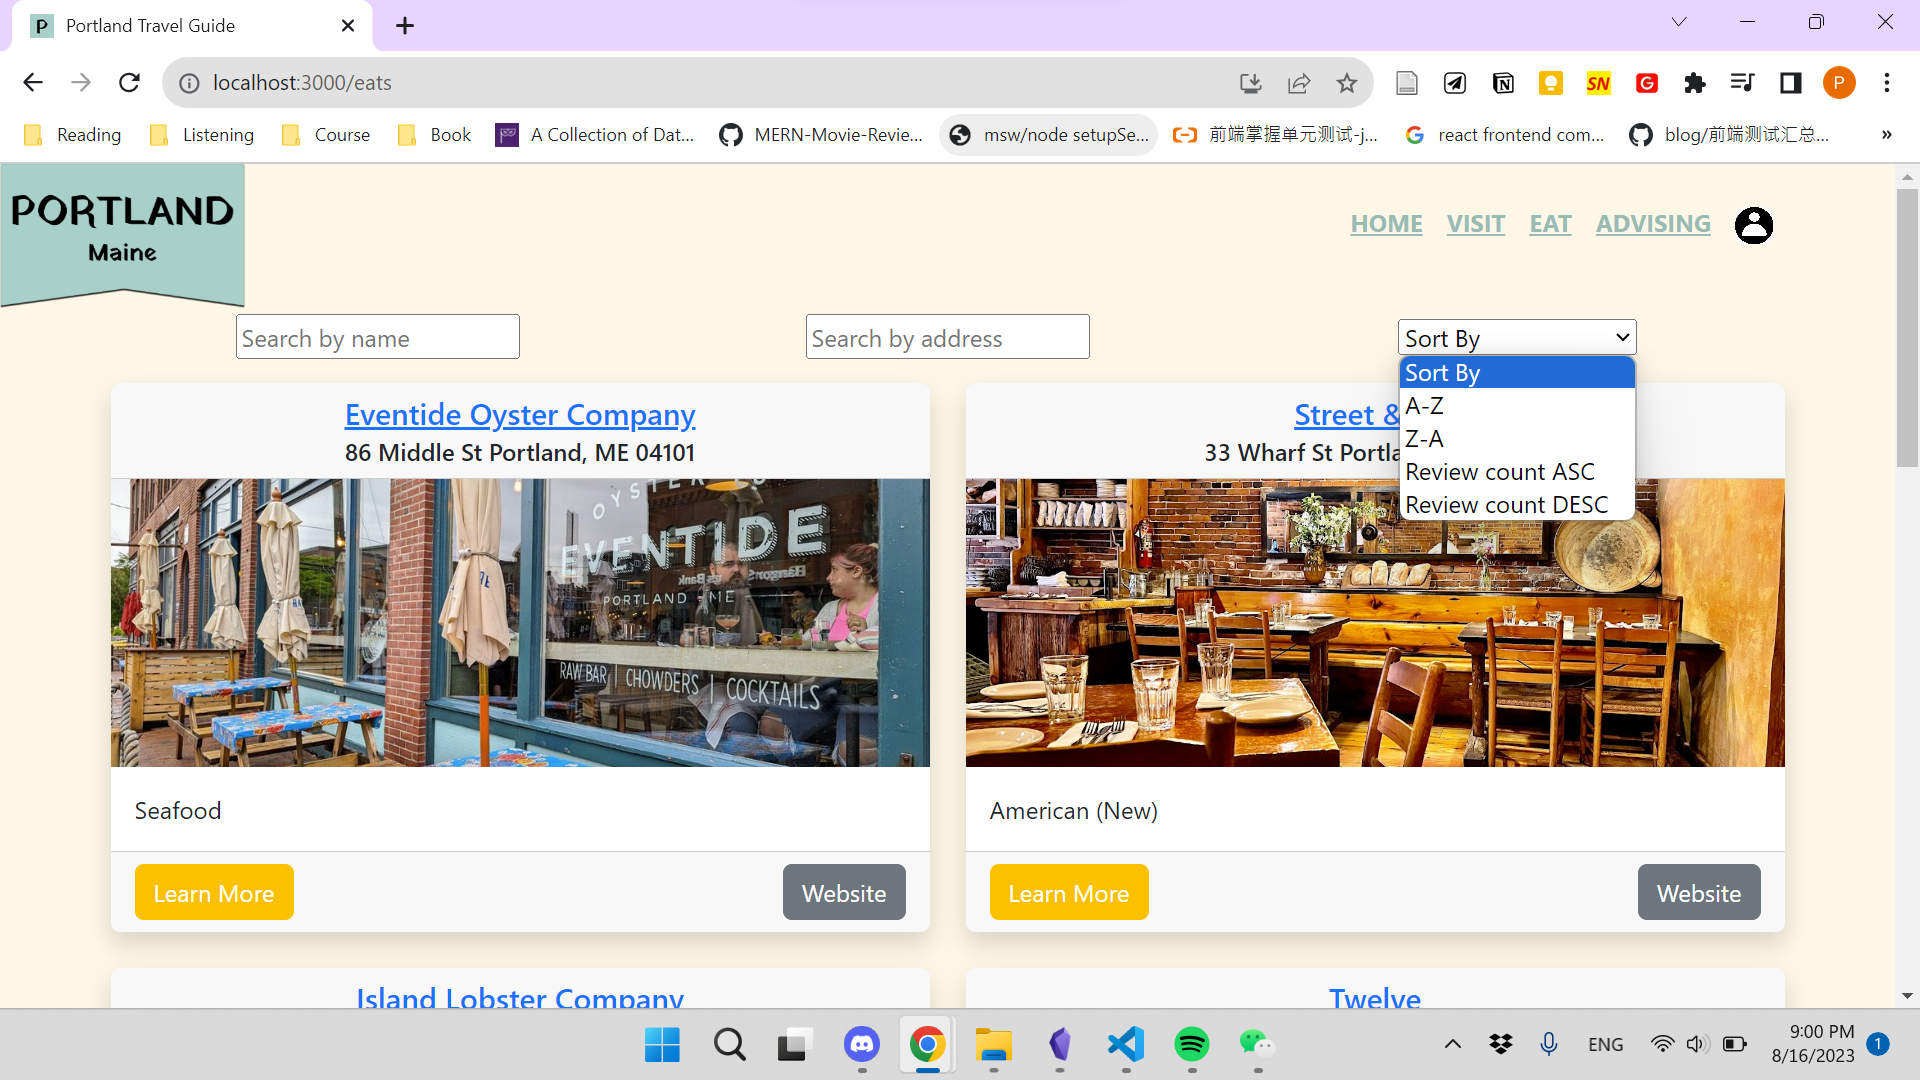 P Portland Travel Guide
localhost:3000/eats
SN
G
P
Reading Listening Course Book A Collection of Dat... MERN-Movie-Revie... msw/node setupSe... 前端掌握单元测试-j... react frontend com... blog/前端测试汇总... »
PORTLAND
Maine
HOME VISIT EAT ADVISING
Search by name Search by address Sort By
Sort By
A-Z
Z-A
Review count ASC
Review count DESC
Eventide Oyster Company
86 Middle St Portland, ME 04101
Street &
33 Wharf St Portla
OYSTER
EVENTIDE
PORTLAND ME
RAW BAR | CHOWDERS | COCKTAILS
Seafood
American (New)
Learn More Website
Learn More Website
Island Lobster Company
Twelve
ENG
9:00 PM
8/16/2023
1